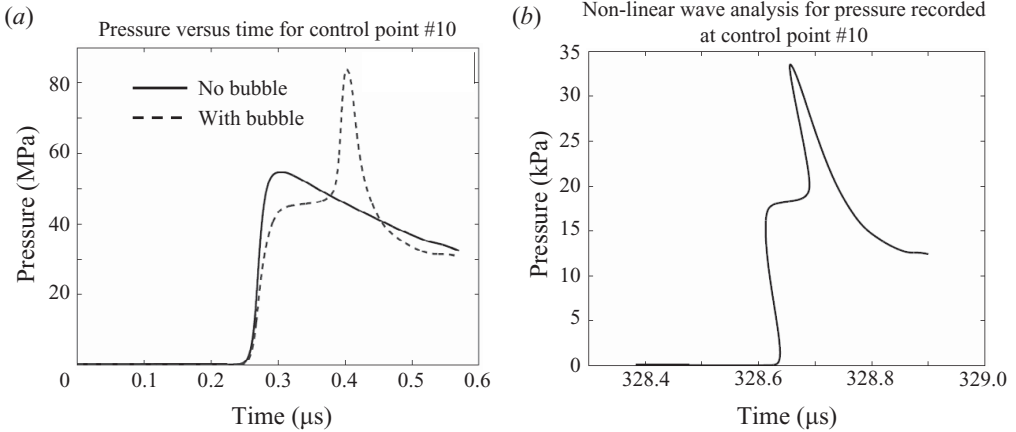 (a)
Pressure versus time for control point #10
Pressure (MPa)
80
60
40
20
0
No bubble
With bubble
0.1 0.2 0.3 0.4 0.5 0.6
Time (μs)
(b)
Non-linear wave analysis for pressure recorded
at control point #10
Pressure (kPa)
35
30
25
20
15
10
5
0
328.4 328.6 328.8 329.0
Time (μs)